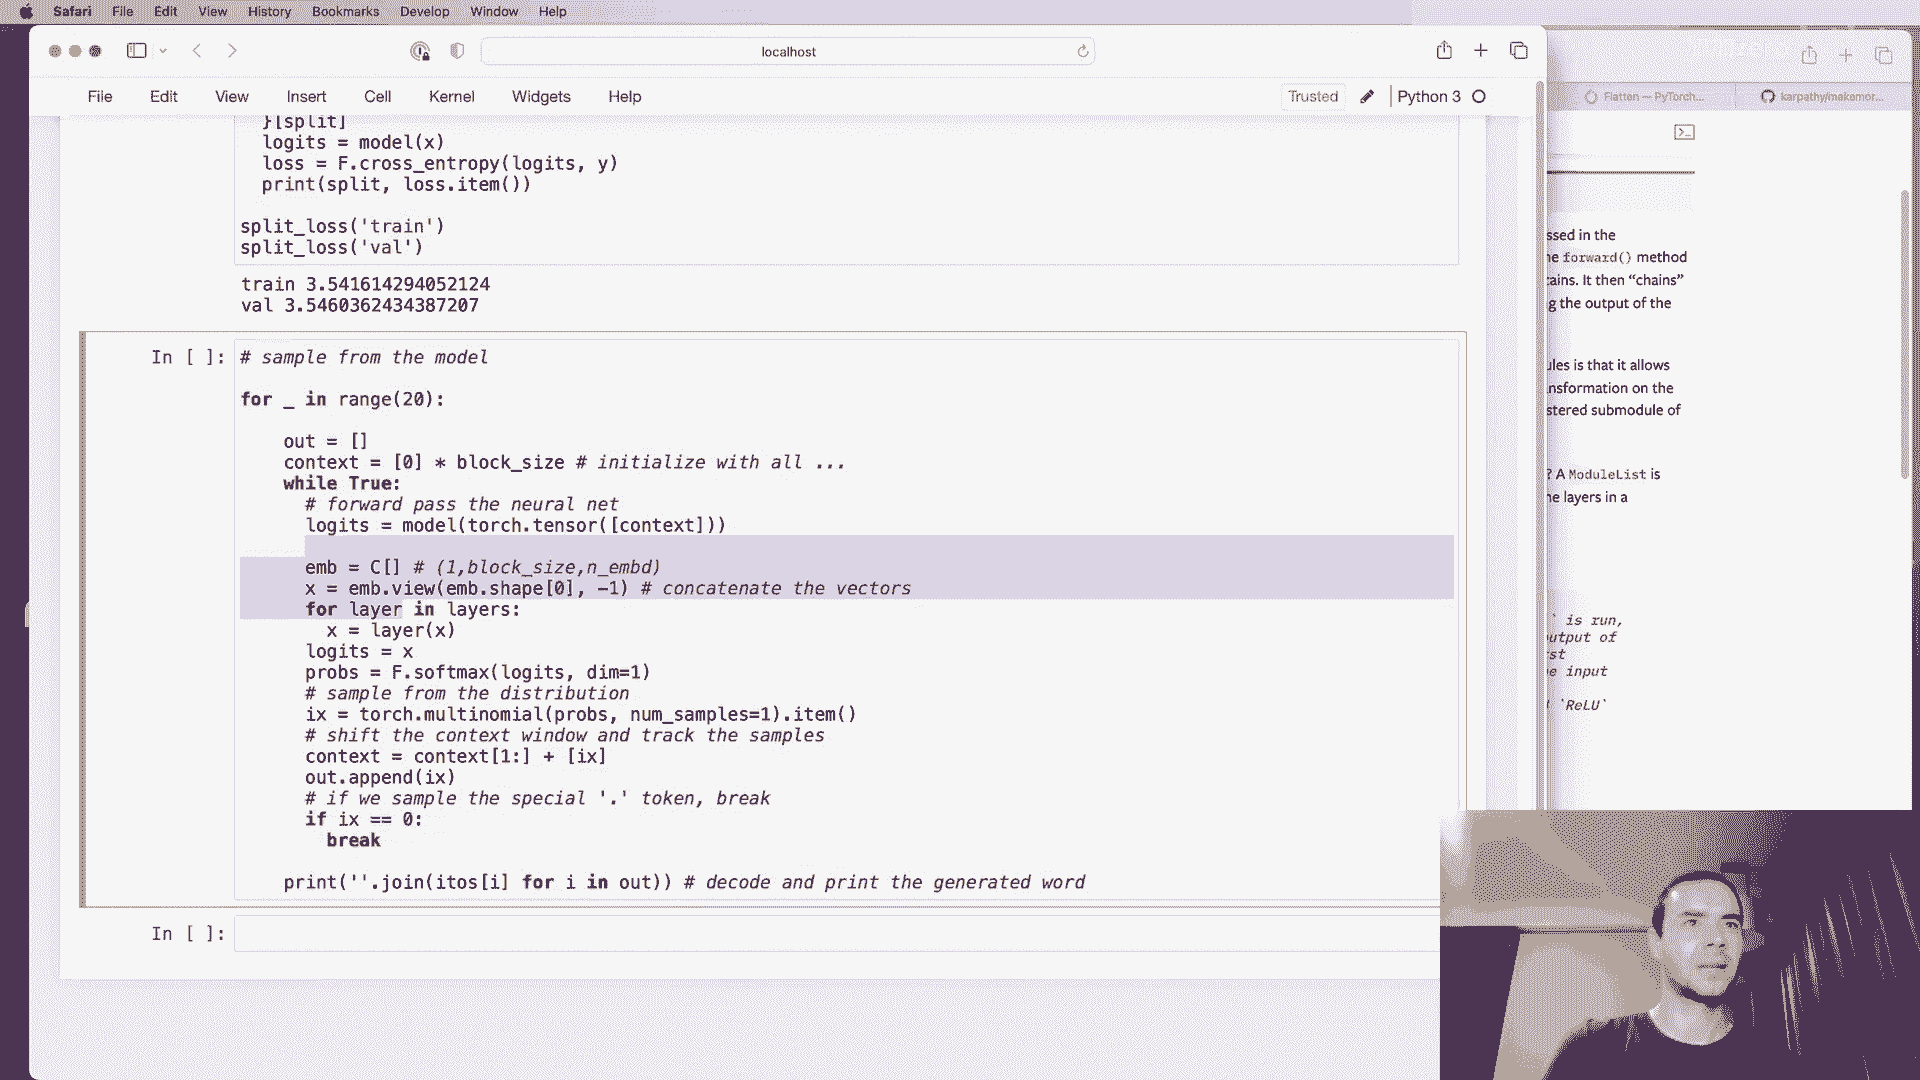 Safari File Edit View History Bookmarks Develop Window Help
localhost
File Edit View Insert Cell Kernel Widgets Help Trusted Python 3
}[split]
logits = model(x)
loss = F.cross_entropy(logits, y)
print(split, loss.item())
split_loss('train')
split_loss('val')
train 3.541614294052124
val 3.5460362434387207
In [ ]: # sample from the model
for _ in range(20):
out = []
context = [0] * block_size # initialize with all ...
while True:
# forward pass the neural net
logits = model(torch.tensor([context]))
emb = C[] # (1,block_size,n_embd)
x = emb.view(emb.shape[0], -1) # concatenate the vectors
for layer in layers:
x = layer(x)
logits = x
probs = F.softmax(logits, dim=1)
# sample from the distribution
ix = torch.multinomial(probs, num_samples=1).item()
# shift the context window and track the samples
context = context[1:] + [ix]
out.append(ix)
# if we sample the special '.' token, break
if ix == 0:
break
print(''.join(itos[i] for i in out)) # decode and print the generated word
In [ ]:
Flatten — PyTorch... karpathy/makemor...
ssed in the
he forward() method
tains. It then “chains”
g the output of the
ules is that it allows
nsformation on the
stered submodule of
? A ModuleList is
he layers in a
` is run,
utput of
rst
e input
`ReLU`